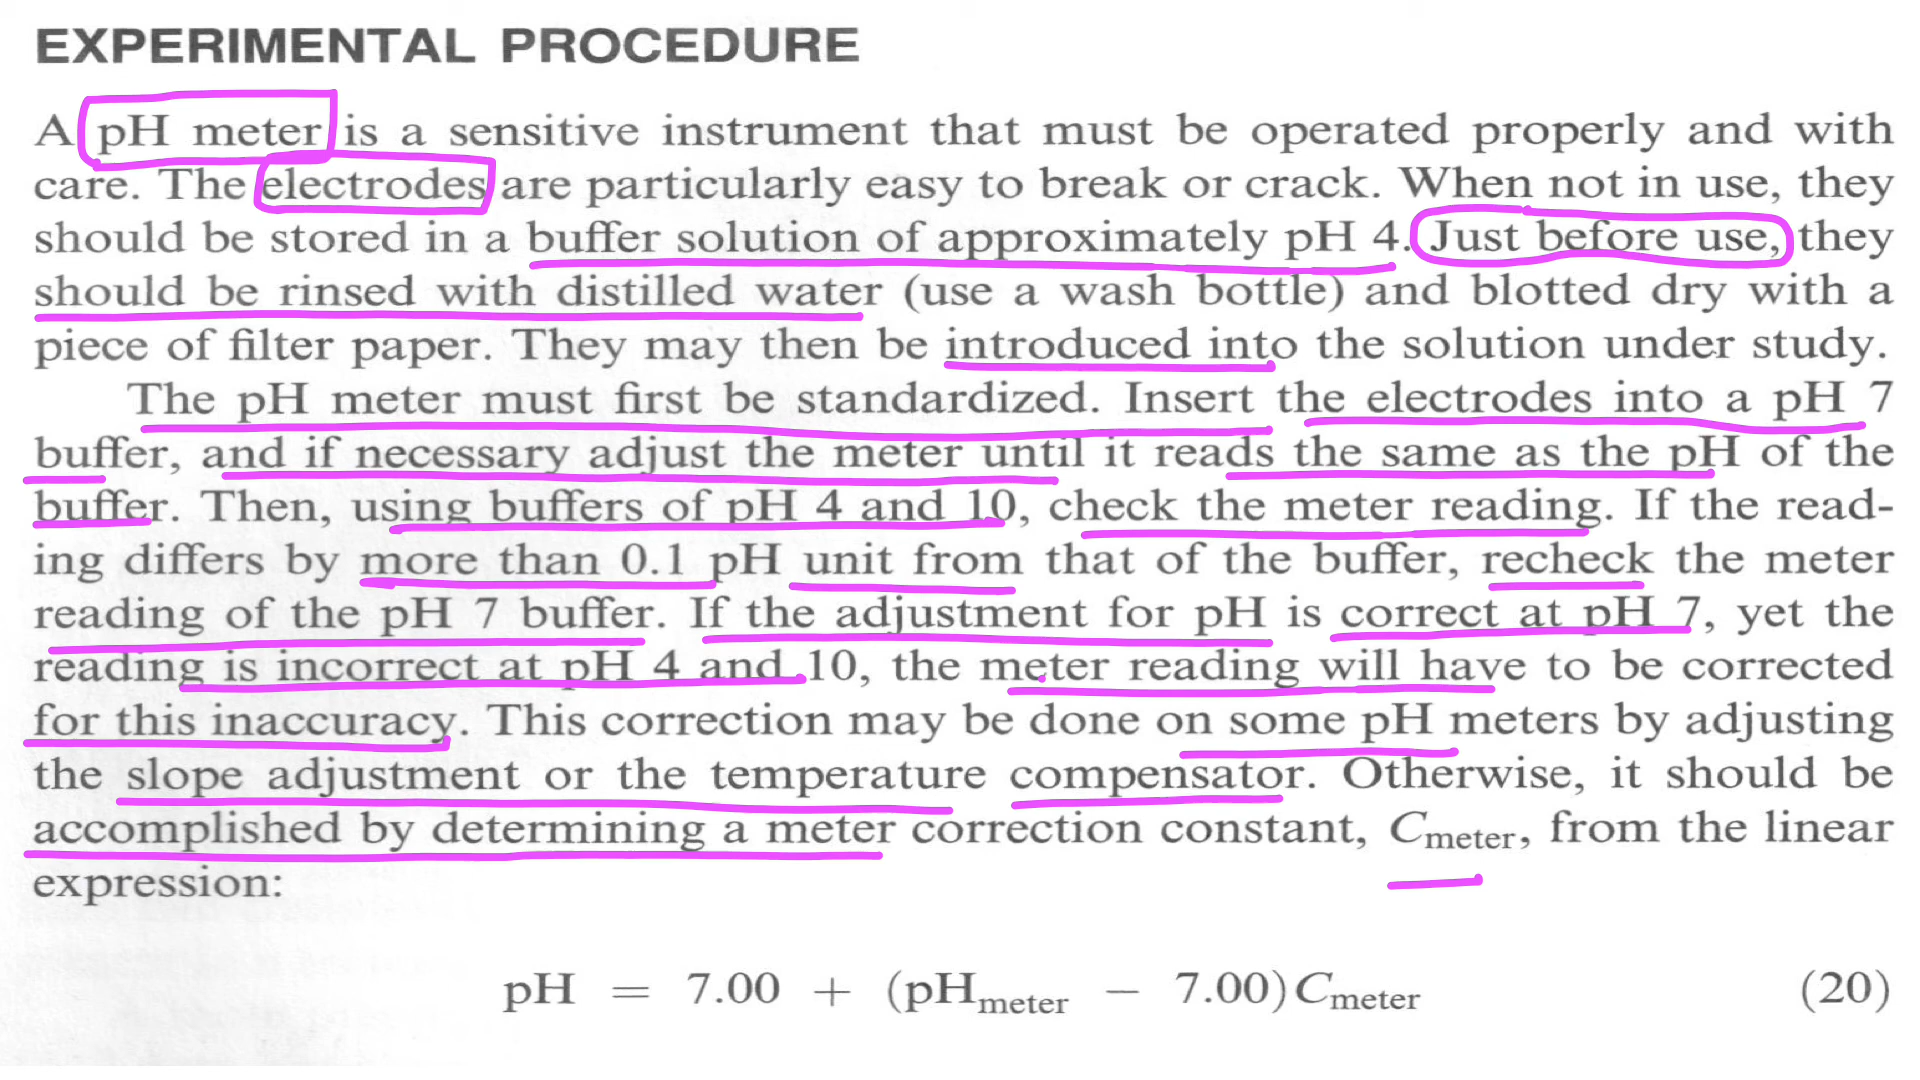 EXPERIMENTAL PROCEDURE
A pH meter is a sensitive instrument that must be operated properly and with
care. The electrodes are particularly easy to break or crack. When not in use, they
should be stored in a buffer solution of approximately pH 4. Just before use, they
should be rinsed with distilled water (use a wash bottle) and blotted dry with a
piece of filter paper. They may then be introduced into the solution under study.
The pH meter must first be standardized. Insert the electrodes into a pH 7
buffer, and if necessary adjust the meter until it reads the same as the pH of the
buffer. Then, using buffers of pH 4 and 10, check the meter reading. If the read-
ing differs by more than 0.1 pH unit from that of the buffer, recheck the meter
reading of the pH 7 buffer. If the adjustment for pH is correct at pH 7, yet the
reading is incorrect at pH 4 and 10, the meter reading will have to be corrected
for this inaccuracy. This correction may be done on some pH meters by adjusting
the slope adjustment or the temperature compensator. Otherwise, it should be
accomplished by determining a meter correction constant, Cmeter, from the linear
expression:
pH = 7.00 + (pHmeter − 7.00)Cmeter (20)